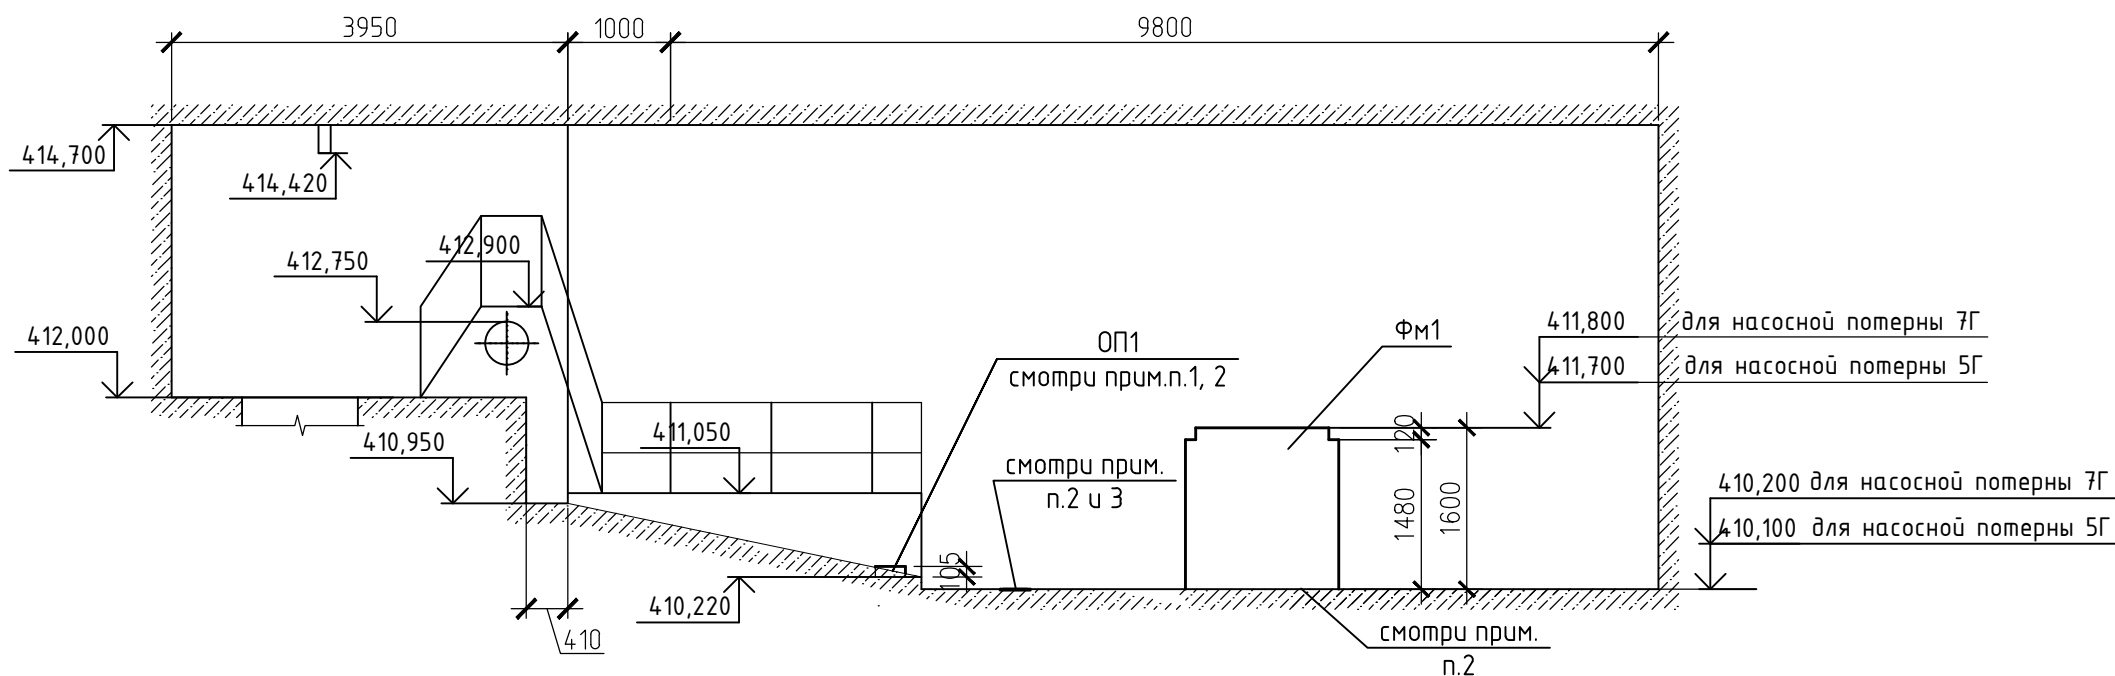 3950
1000
9800
414,700
414,420
412,900
412,750
412,000
411,800 для насосной потерны 7Г
411,700 для насосной потерны 5Г
Фм1
ОП1
смотри прим.п.1, 2
411,050
410,950
120
смотри прим.
п.2 и 3
1480
1600
410,200 для насосной потерны 7Г
410,100 для насосной потерны 5Г
105
410,220
410
смотри прим.
п.2